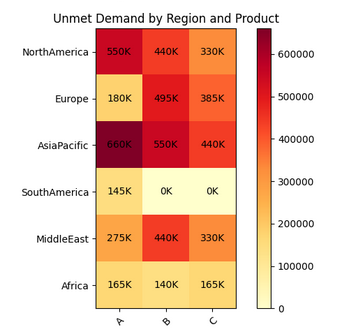 Unmet Demand by Region and Product
NorthAmerica 550K 440K 330K
Europe 180K 495K 385K
AsiaPacific 660K 550K 440K
SouthAmerica 145K 0K 0K
MiddleEast 275K 440K 330K
Africa 165K 140K 165K
A B C
600000
500000
400000
300000
200000
100000
0